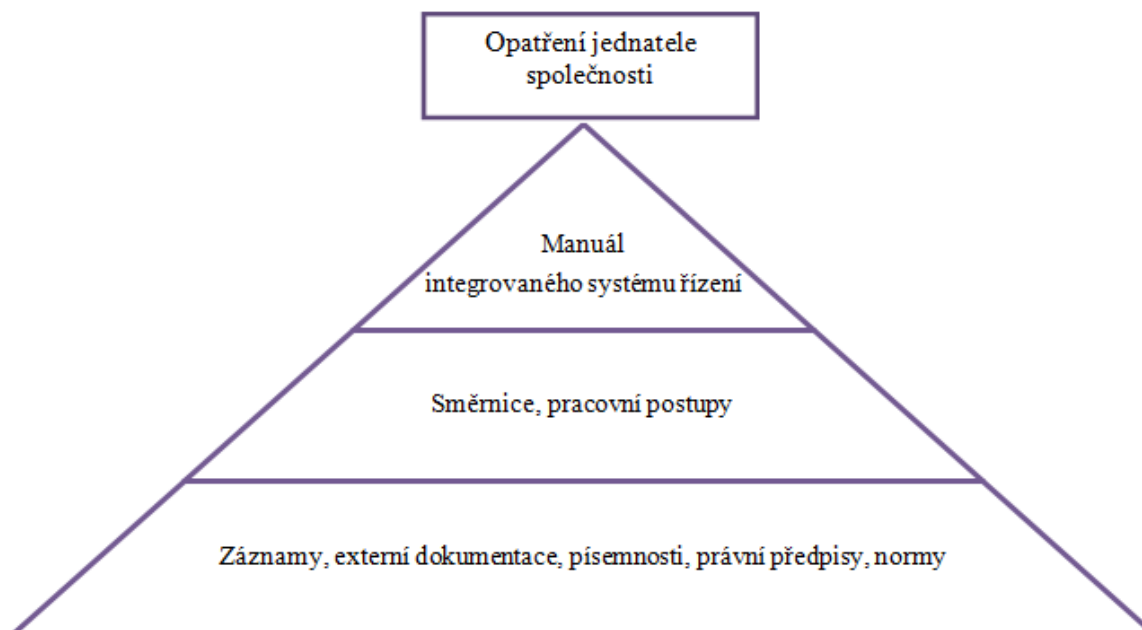 Opatření jednatele
společnosti
Manuál
integrovaného systému řízení
Směrnice, pracovní postupy
Záznamy, externí dokumentace, písemnosti, právní předpisy, normy